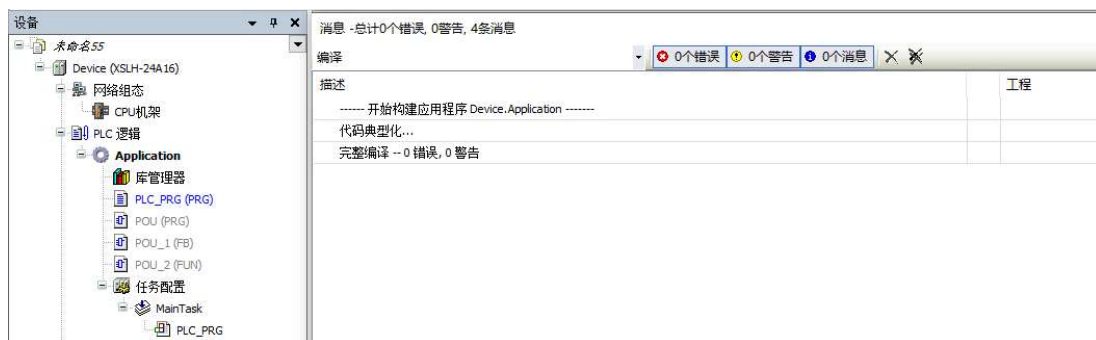 设备
未命名55
Device (XSLH-24A16)
网络组态
CPU机架
PLC 逻辑
Application
库管理器
PLC_PRG (PRG)
POU (PRG)
POU_1 (FB)
POU_2 (FUN)
任务配置
MainTask
PLC_PRG
消息 -总计0个错误, 0警告, 4条消息
编译 0个错误 0个警告 0个消息
描述 工程
------ 开始构建应用程序 Device.Application -------
代码典型化...
完整编译 -- 0 错误, 0 警告